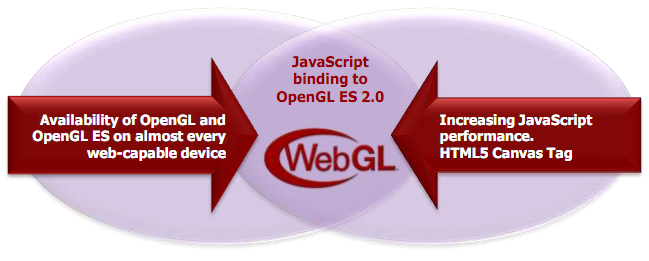 JavaScript
binding to
OpenGL ES 2.0
Availability of OpenGL and
OpenGL ES on almost every
web-capable device
WebGL
Increasing JavaScript
performance.
HTML5 Canvas Tag